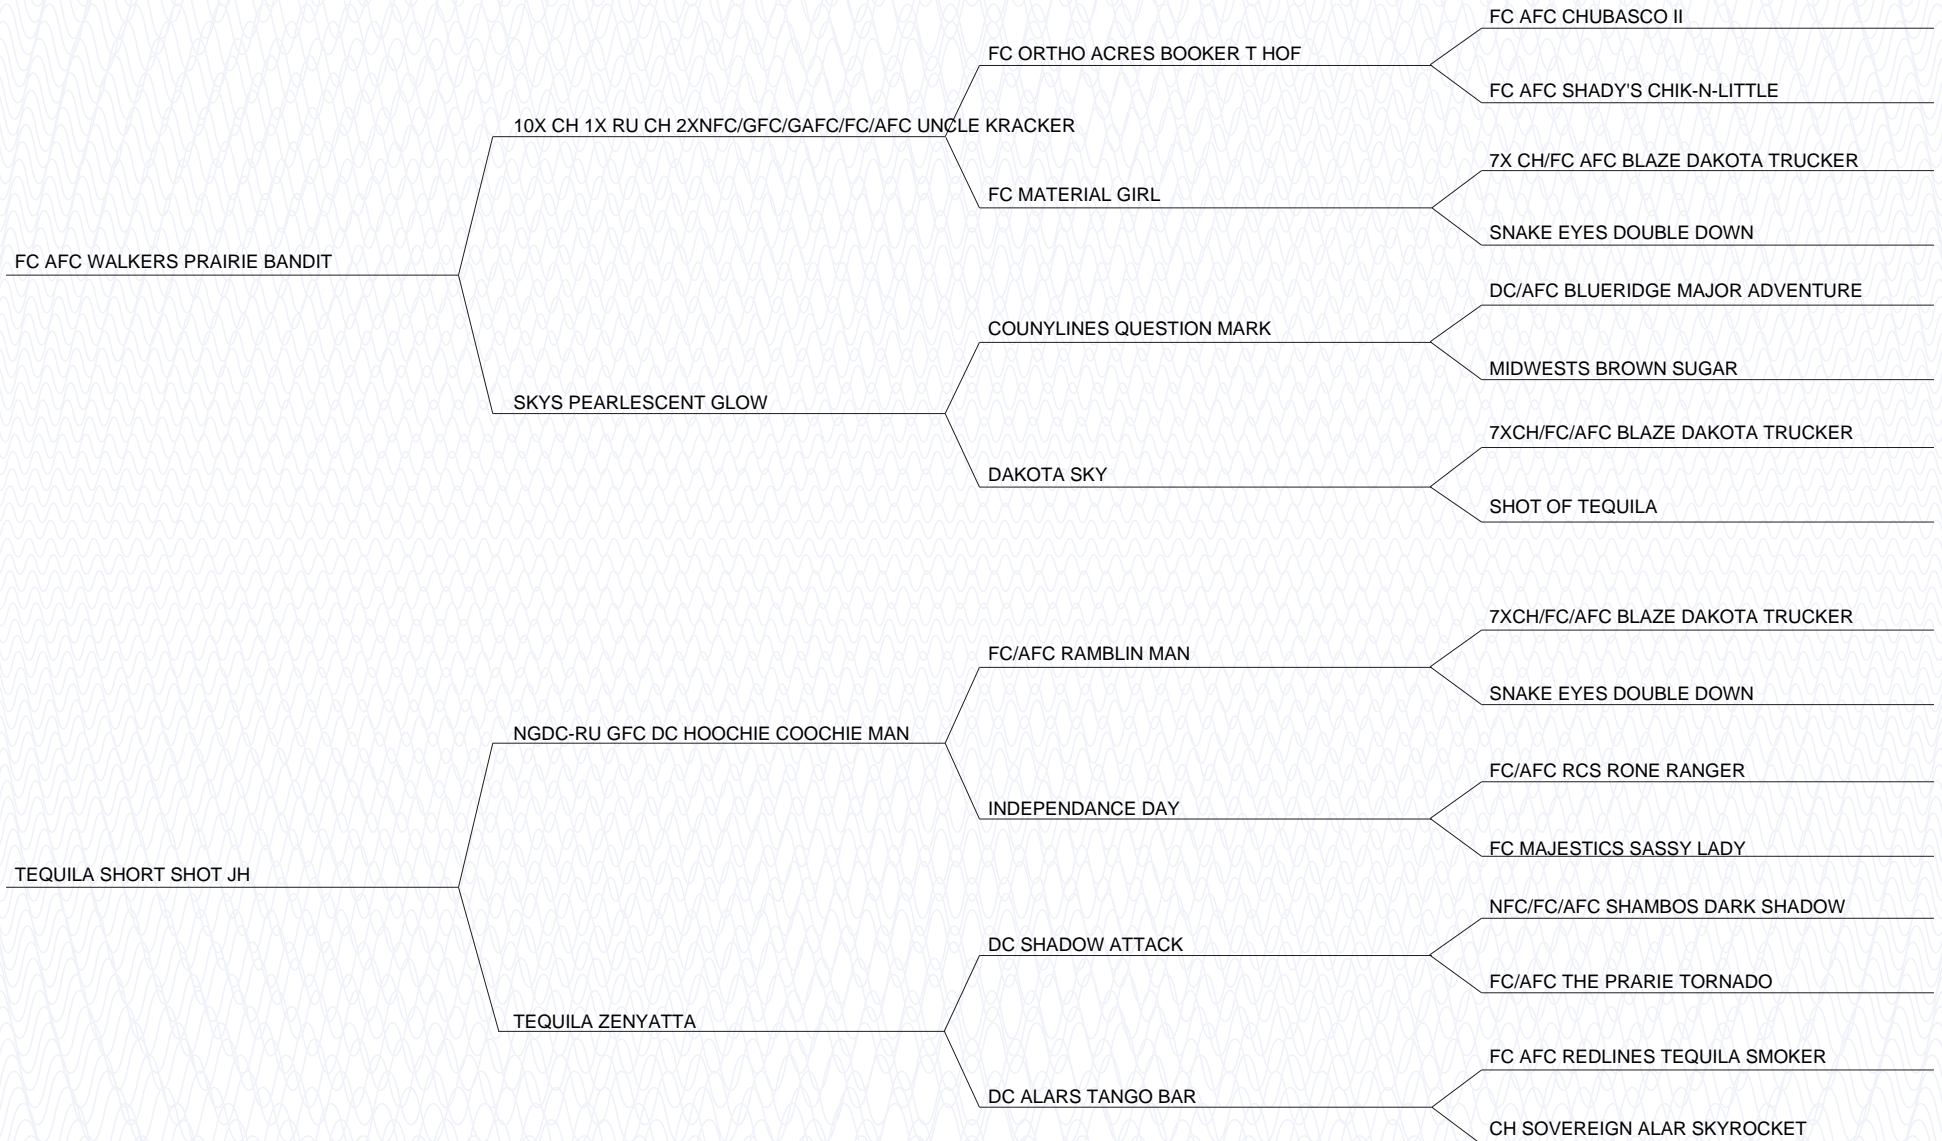 FC AFC WALKERS PRAIRIE BANDIT
10X CH 1X RU CH 2XNFC/GFC/GAFC/FC/AFC UNCLE KRACKER
FC ORTHO ACRES BOOKER T HOF
FC AFC CHUBASCO II
FC AFC SHADY'S CHIK-N-LITTLE
FC MATERIAL GIRL
7X CH/FC AFC BLAZE DAKOTA TRUCKER
SNAKE EYES DOUBLE DOWN
SKYS PEARLESCENT GLOW
COUNYLINES QUESTION MARK
DC/AFC BLUERIDGE MAJOR ADVENTURE
MIDWESTS BROWN SUGAR
DAKOTA SKY
7XCH/FC/AFC BLAZE DAKOTA TRUCKER
SHOT OF TEQUILA
TEQUILA SHORT SHOT JH
NGDC-RU GFC DC HOOCHIE COOCHIE MAN
FC/AFC RAMBLIN MAN
7XCH/FC/AFC BLAZE DAKOTA TRUCKER
SNAKE EYES DOUBLE DOWN
INDEPENDANCE DAY
FC/AFC RCS RONE RANGER
FC MAJESTICS SASSY LADY
TEQUILA ZENYATTA
DC SHADOW ATTACK
NFC/FC/AFC SHAMBOS DARK SHADOW
FC/AFC THE PRARIE TORNADO
DC ALARS TANGO BAR
FC AFC REDLINES TEQUILA SMOKER
CH SOVEREIGN ALAR SKYROCKET